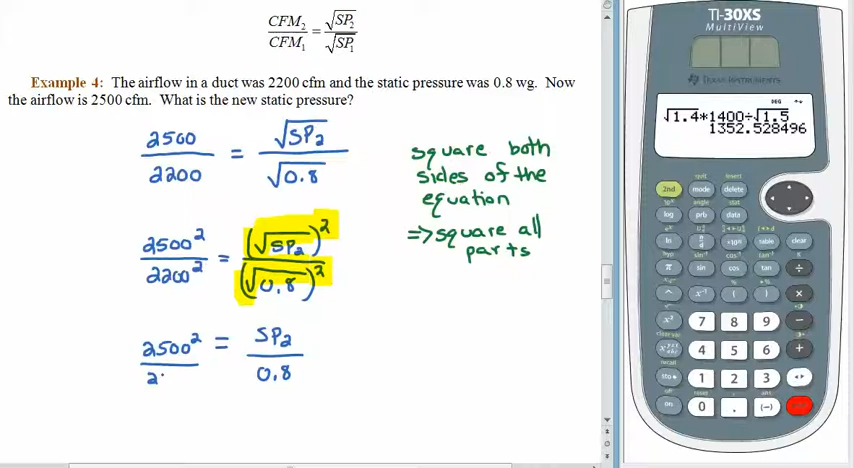 CFM₂/CFM₁ = √SP₂/√SP₁
Example 4: The airflow in a duct was 2200 cfm and the static pressure was 0.8 wg. Now
the airflow is 2500 cfm. What is the new static pressure?
2500/2200 = √SP₂/√0.8
square both
sides of the
equation
⇒ square all
parts
2500²/2200² = (√SP₂)²/(√0.8)²
2500²/2 = SP₂/0.8
TI-30XS
MultiView
TEXAS INSTRUMENTS
DEG
√1.4*1400÷√1.5
1352.528496
2nd mode delete
log prb data
ln table clear
π sin cos tan ÷
^ x⁻¹ ( ) ×
x² 7 8 9 −
4 5 6 +
sto▸ 1 2 3
on 0 . (−)